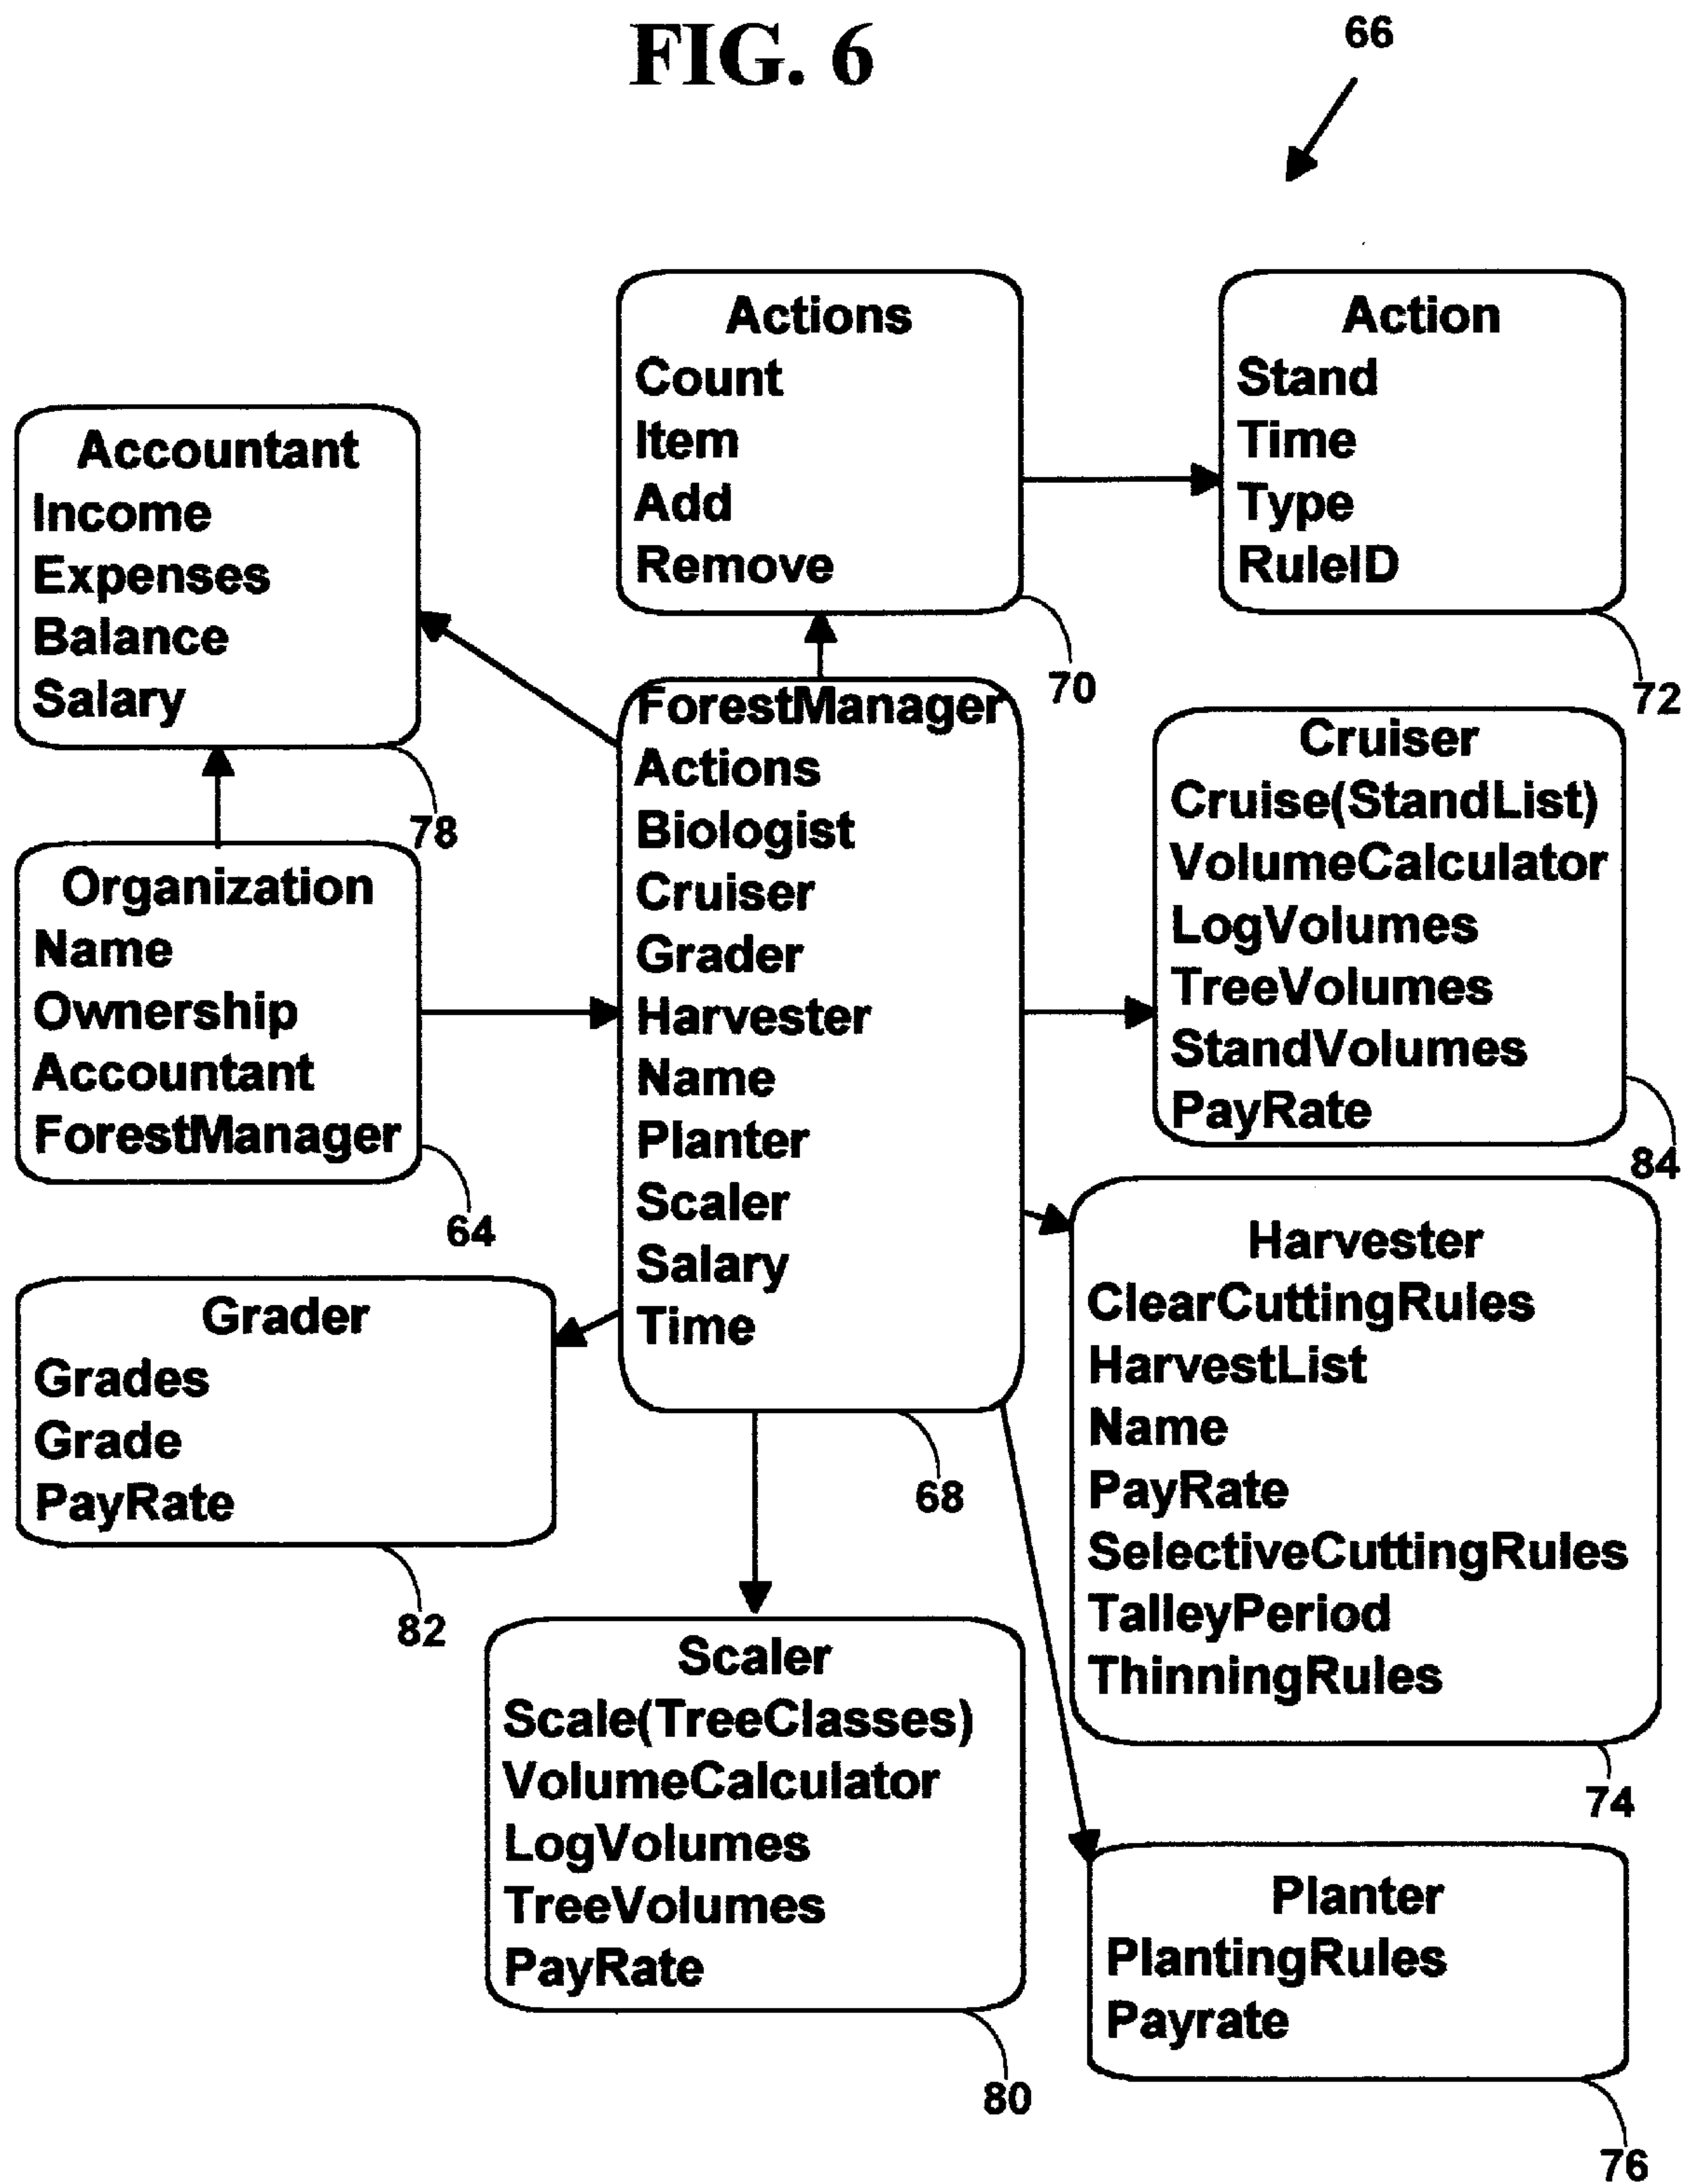 FIG. 6
66
Actions
Count
Item
Add
Remove
70
Action
Stand
Time
Type
RuleID
72
Accountant
Income
Expenses
Balance
Salary
78
Organization
Name
Ownership
Accountant
ForestManager
64
ForestManager
Actions
Biologist
Cruiser
Grader
Harvester
Name
Planter
Scaler
Salary
Time
68
Cruiser
Cruise(StandList)
VolumeCalculator
LogVolumes
TreeVolumes
StandVolumes
PayRate
84
Harvester
ClearCuttingRules
HarvestList
Name
PayRate
SelectiveCuttingRules
TalleyPeriod
ThinningRules
74
Grader
Grades
Grade
PayRate
82
Scaler
Scale(TreeClasses)
VolumeCalculator
LogVolumes
TreeVolumes
PayRate
80
Planter
PlantingRules
Payrate
76